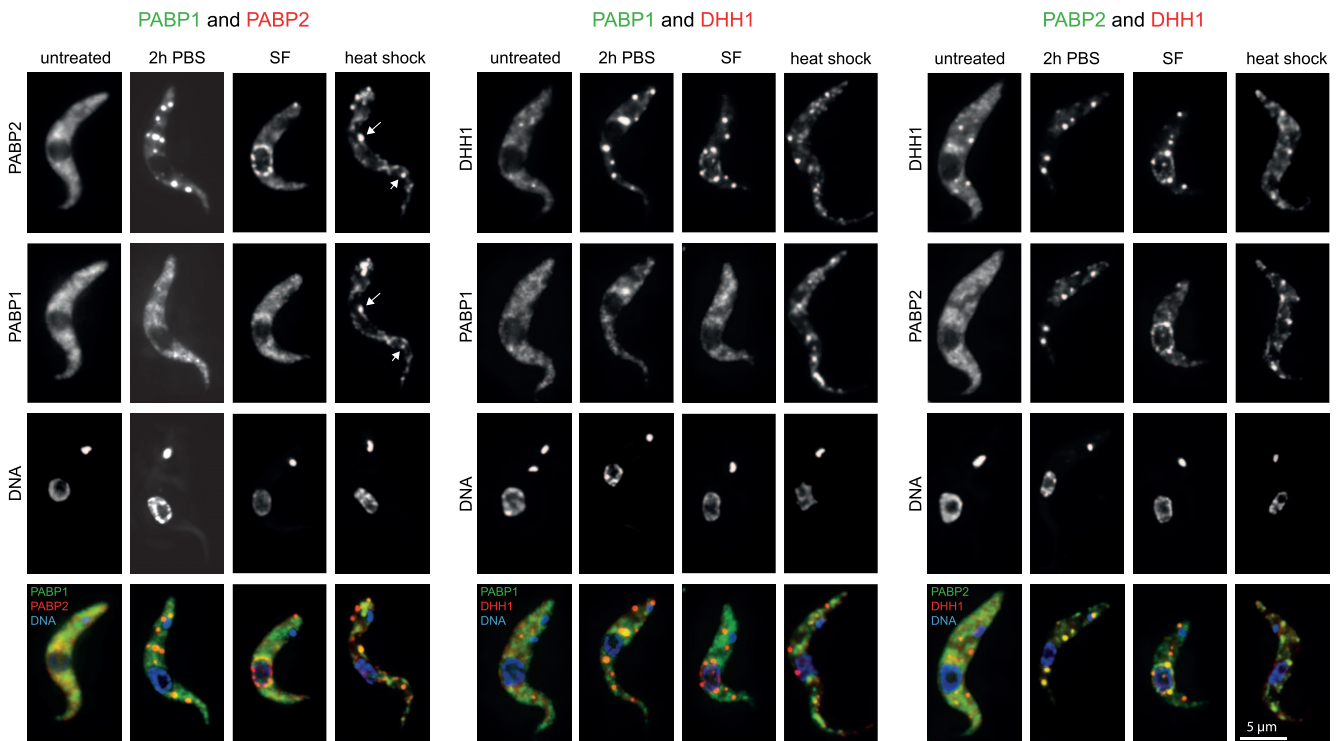 PABP1 and PABP2
PABP1 and DHH1
PABP2 and DHH1
untreated 2h PBS SF heat shock
untreated 2h PBS SF heat shock
untreated 2h PBS SF heat shock
PABP2
DHH1
DHH1
PABP1
PABP1
PABP2
DNA
DNA
DNA
PABP1
PABP2
DNA
PABP1
DHH1
DNA
PABP2
DHH1
DNA
5 µm